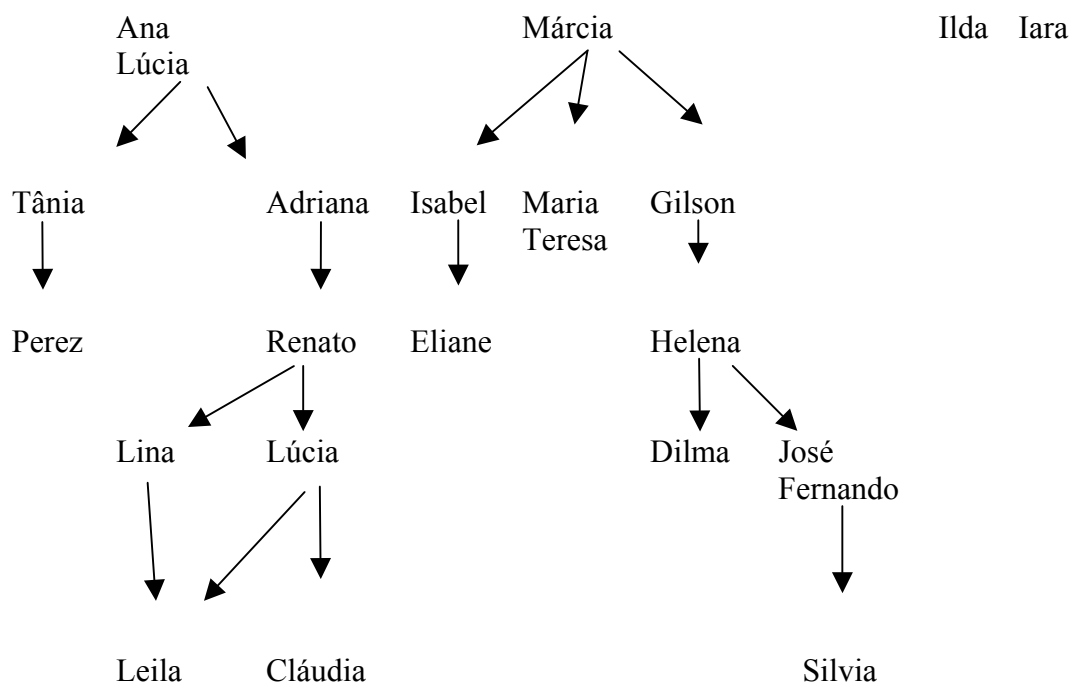 Ana Márcia Ilda Iara
Lúcia
Tânia Adriana Isabel Maria Gilson
Teresa
Perez Renato Eliane Helena
Lina Lúcia Dilma José
Fernando
Leila Cláudia Silvia